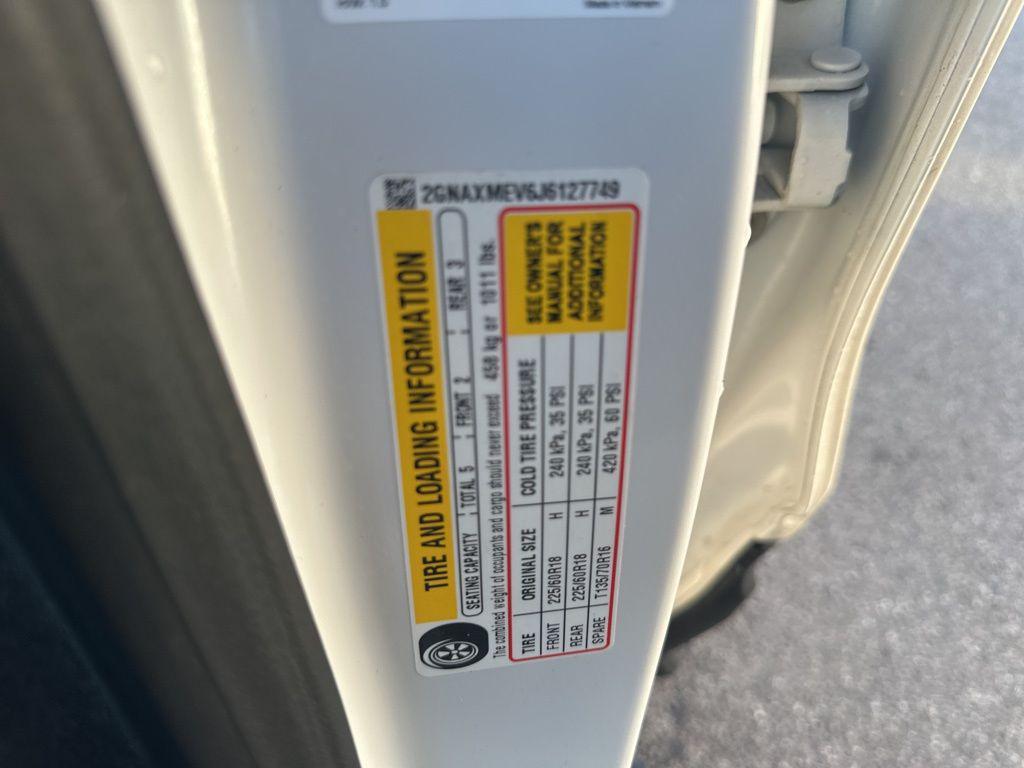 Made in Vietnam
2GNAXMEV6J6127749
TIRE AND LOADING INFORMATION
SEATING CAPACITY TOTAL 5 FRONT 2 REAR 3
The combined weight of occupants and cargo should never exceed 458 kg or 1011 lbs.
TIRE ORIGINAL SIZE COLD TIRE PRESSURE
FRONT 225/60R18 H 240 kPa, 35 PSI
REAR 225/60R18 H 240 kPa, 35 PSI
SPARE T135/70R16 M 420 kPa, 60 PSI
SEE OWNER'S
MANUAL FOR
ADDITIONAL
INFORMATION